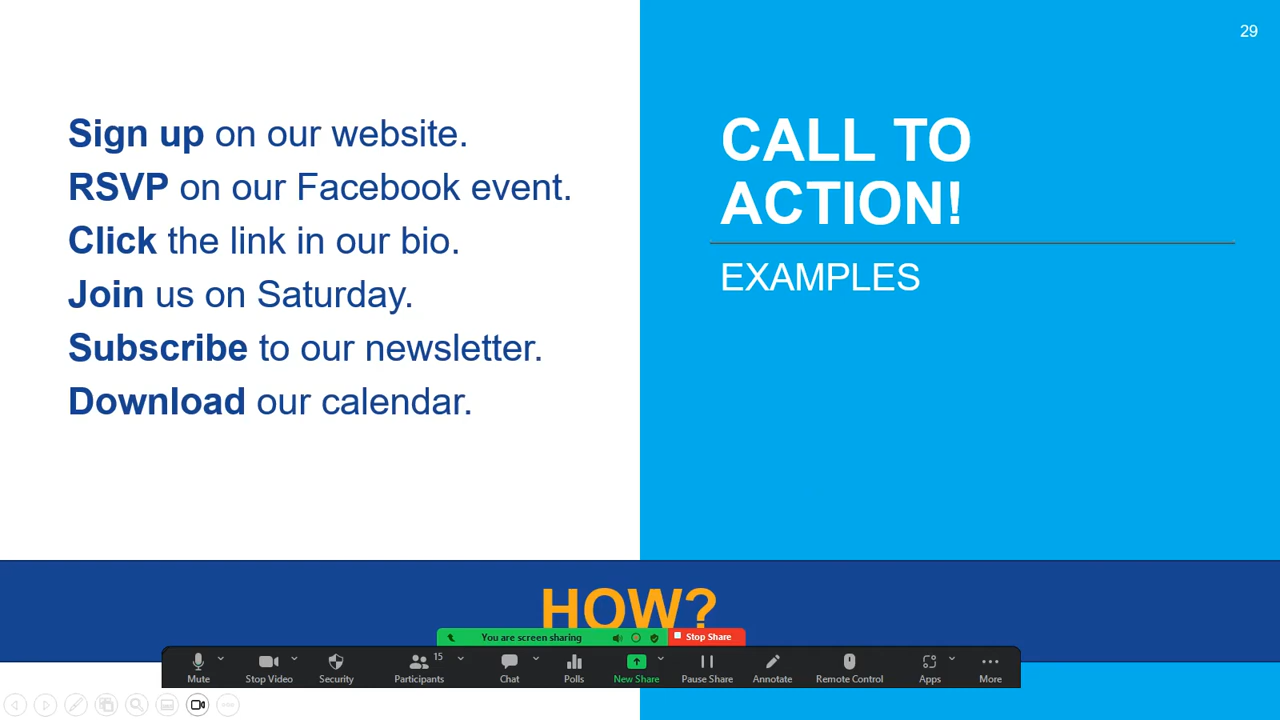 29
Sign up on our website.
RSVP on our Facebook event.
Click the link in our bio.
Join us on Saturday.
Subscribe to our newsletter.
Download our calendar.
CALL TO
ACTION!
EXAMPLES
HOW?
You are screen sharing
Stop Share
15
Mute
Stop Video
Security
Participants
Chat
Polls
New Share
Pause Share
Annotate
Remote Control
Apps
More